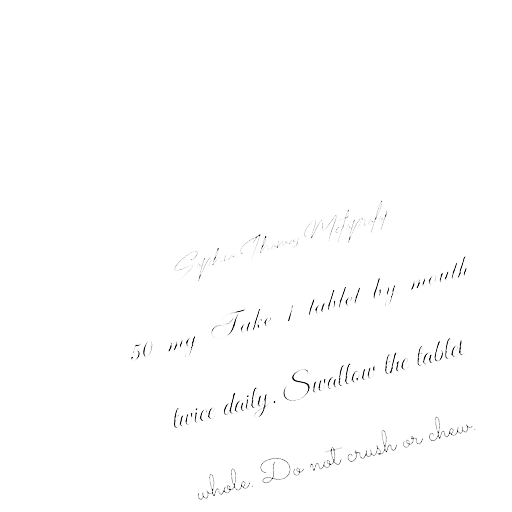 Sophia Thomas
50 mg Take 1 tablet by mouth
twice daily. Swallow the tablet
whole. Do not crush or chew.